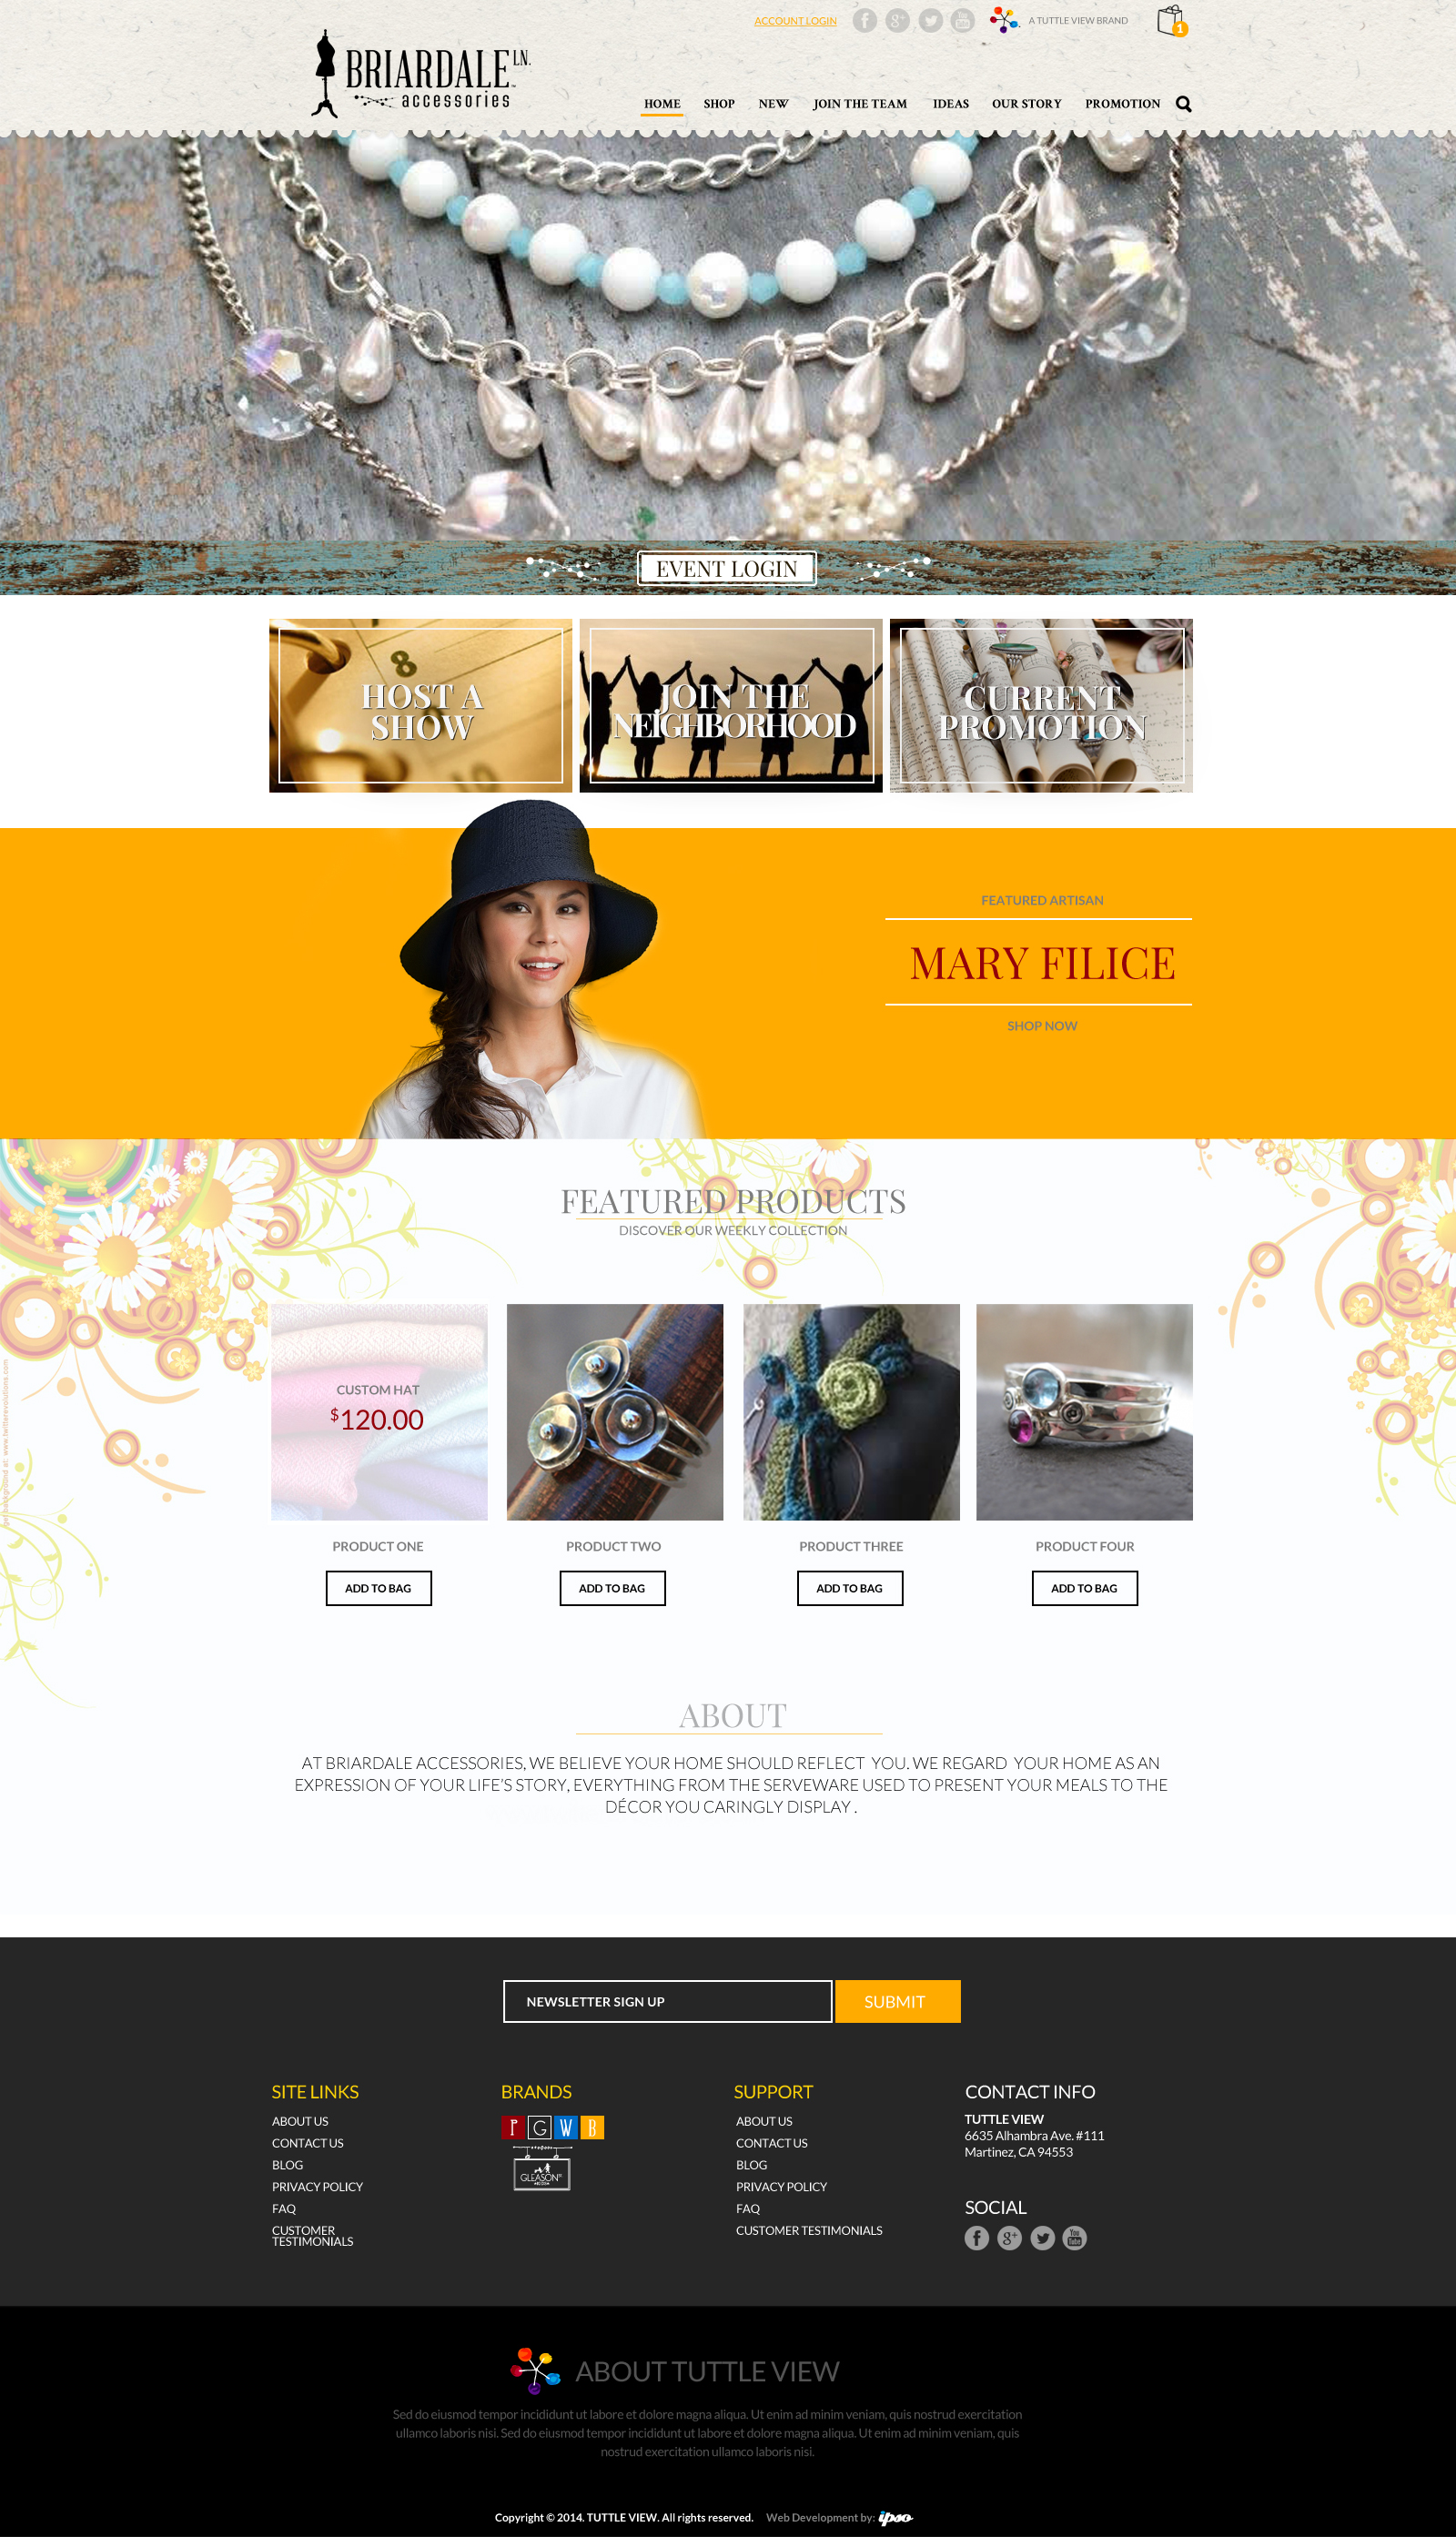 ACCOUNT LOGIN
A TUTTLE VIEW BRAND
1
BRIARDALE LN.
accessories
HOME SHOP NEW JOIN THE TEAM IDEAS OUR STORY PROMOTION
EVENT LOGIN
HOST A
SHOW
JOIN THE
NEIGHBORHOOD
CURRENT
PROMOTION
FEATURED ARTISAN
MARY FILICE
SHOP NOW
FEATURED PRODUCTS
DISCOVER OUR WEEKLY COLLECTION
get background at: www.twitterevolutions.com
CUSTOM HAT
$120.00
PRODUCT ONE PRODUCT TWO PRODUCT THREE PRODUCT FOUR
ADD TO BAG ADD TO BAG ADD TO BAG ADD TO BAG
ABOUT
AT BRIARDALE ACCESSORIES, WE BELIEVE YOUR HOME SHOULD REFLECT YOU. WE REGARD YOUR HOME AS AN
EXPRESSION OF YOUR LIFE'S STORY, EVERYTHING FROM THE SERVEWARE USED TO PRESENT YOUR MEALS TO THE
DÉCOR YOU CARINGLY DISPLAY .
NEWSLETTER SIGN UP
SUBMIT
SITE LINKS
ABOUT US
CONTACT US
BLOG
PRIVACY POLICY
FAQ
CUSTOMER
TESTIMONIALS
BRANDS
P G W B
GLEASON
SUPPORT
ABOUT US
CONTACT US
BLOG
PRIVACY POLICY
FAQ
CUSTOMER TESTIMONIALS
CONTACT INFO
TUTTLE VIEW
6635 Alhambra Ave. #111
Martinez, CA 94553
SOCIAL
ABOUT TUTTLE VIEW
Sed do eiusmod tempor incididunt ut labore et dolore magna aliqua. Ut enim ad minim veniam, quis nostrud exercitation
ullamco laboris nisi. Sed do eiusmod tempor incididunt ut labore et dolore magna aliqua. Ut enim ad minim veniam, quis
nostrud exercitation ullamco laboris nisi.
Copyright © 2014. TUTTLE VIEW. All rights reserved. Web Development by: